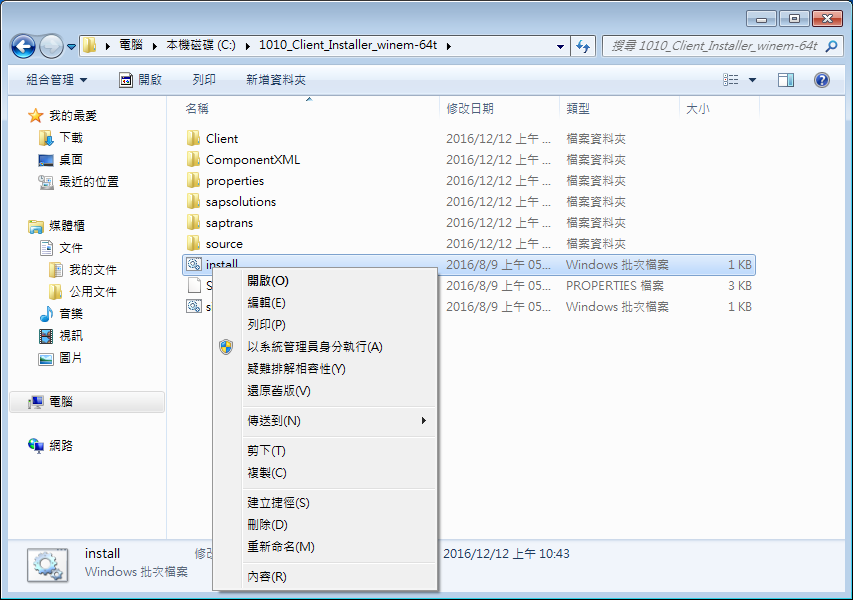 電腦 本機磁碟 (C:) 1010_Client_Installer_winem-64t
搜尋 1010_Client_Installer_winem-64t
組合管理 開啟 列印 新增資料夾
名稱 修改日期 類型 大小
我的最愛
下載
桌面
最近的位置
媒體櫃
文件
我的文件
公用文件
音樂
視訊
圖片
電腦
網路
Client 2016/12/12 上午 ... 檔案資料夾
ComponentXML 2016/12/12 上午 ... 檔案資料夾
properties 2016/12/12 上午 ... 檔案資料夾
sapsolutions 2016/12/12 上午 ... 檔案資料夾
saptrans 2016/12/12 上午 ... 檔案資料夾
source 2016/12/12 上午 ... 檔案資料夾
install 2016/8/9 上午 05... Windows 批次檔案 1 KB
S 2016/8/9 上午 05... PROPERTIES 檔案 3 KB
s 2016/8/9 上午 05... Windows 批次檔案 1 KB
開啟(O)
編輯(E)
列印(P)
以系統管理員身分執行(A)
疑難排解相容性(Y)
還原舊版(V)
傳送到(N)
剪下(T)
複製(C)
建立捷徑(S)
刪除(D)
重新命名(M)
內容(R)
install 修改 2016/12/12 上午 10:43
Windows 批次檔案